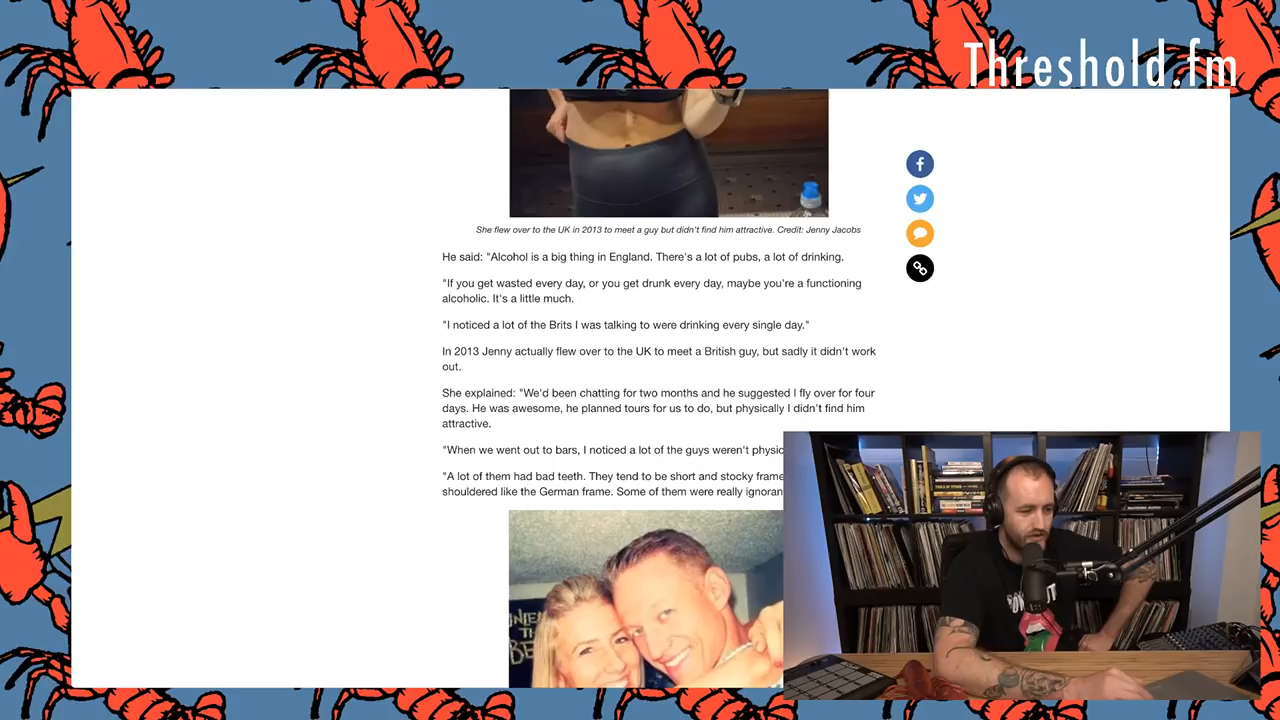 Threshold.fm
She flew over to the UK in 2013 to meet a guy but didn't find him attractive. Credit: Jenny Jacobs
He said: "Alcohol is a big thing in England. There's a lot of pubs, a lot of drinking.
"If you get wasted every day, or you get drunk every day, maybe you're a functioning
alcoholic. It's a little much.
"I noticed a lot of the Brits I was talking to were drinking every single day."
In 2013 Jenny actually flew over to the UK to meet a British guy, but sadly it didn't work
out.
She explained: "We'd been chatting for two months and he suggested I fly over for four
days. He was awesome, he planned tours for us to do, but physically I didn't find him
attractive.
"When we went out to bars, I noticed a lot of the guys weren't physic
"A lot of them had bad teeth. They tend to be short and stocky frame
shouldered like the German frame. Some of them were really ignoran